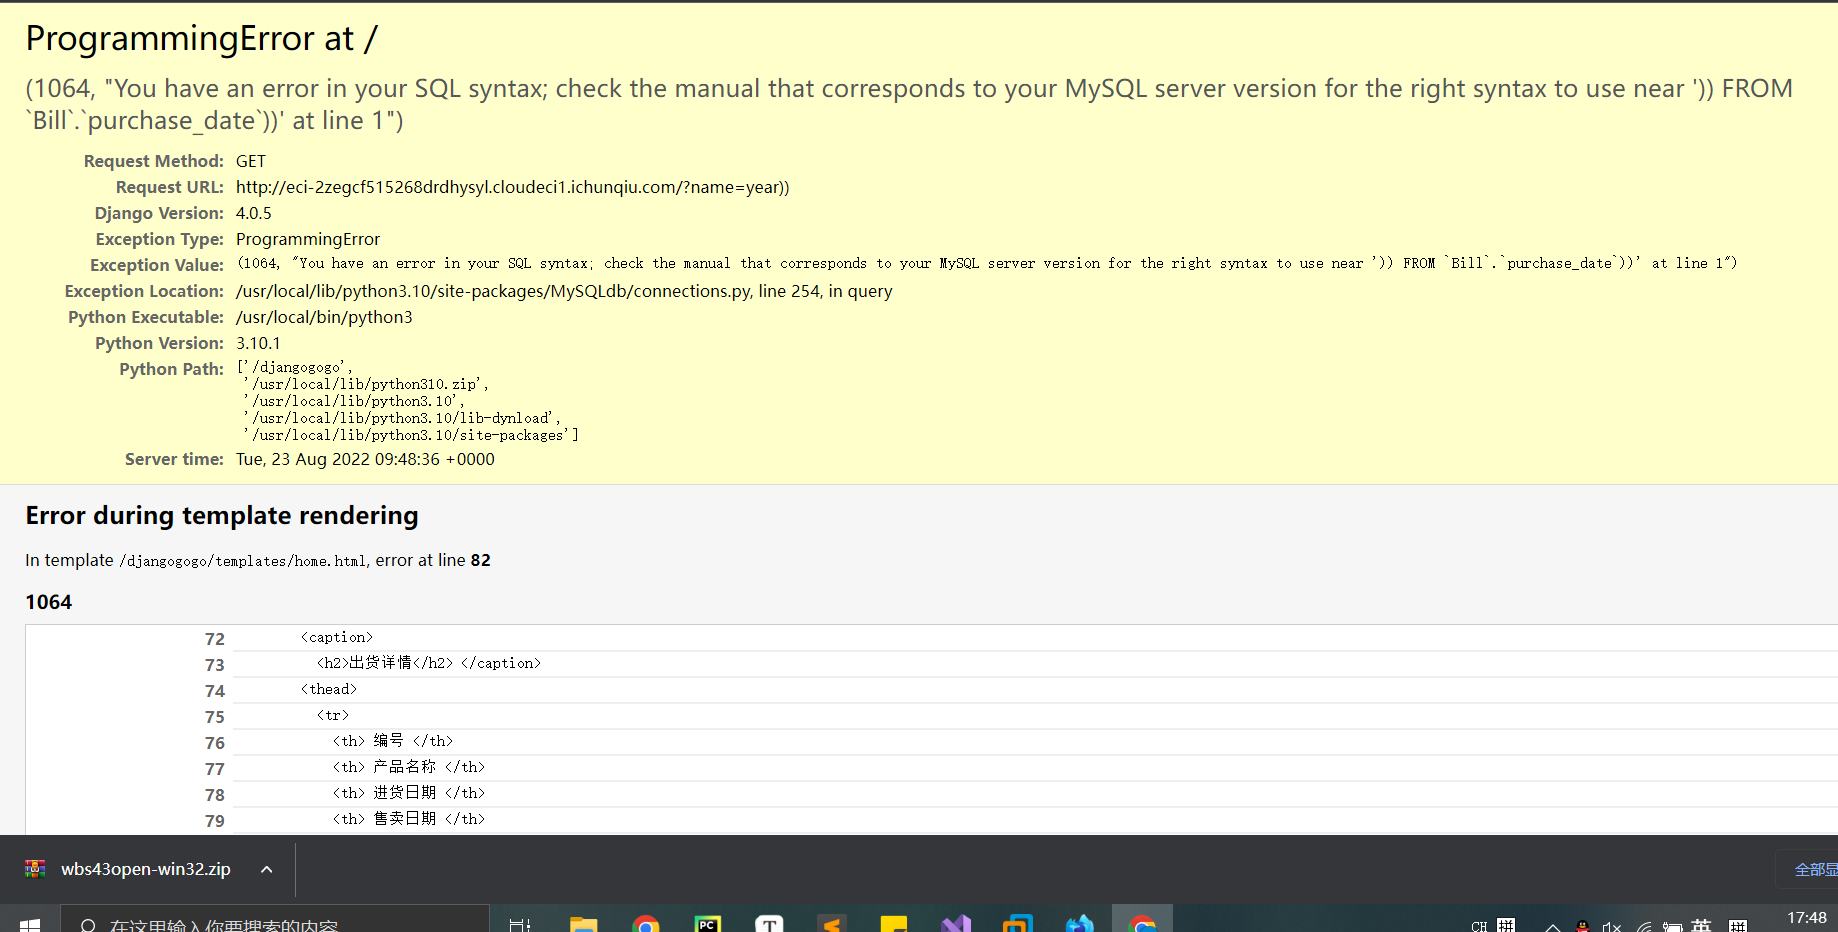 ProgrammingError at /
(1064, "You have an error in your SQL syntax; check the manual that corresponds to your MySQL server version for the right syntax to use near ')) FROM
`Bill`.`purchase_date`))' at line 1")
Request Method: GET
Request URL: http://eci-2zegcf515268drdhysyl.cloudeci1.ichunqiu.com/?name=year))
Django Version: 4.0.5
Exception Type: ProgrammingError
Exception Value: (1064, "You have an error in your SQL syntax; check the manual that corresponds to your MySQL server version for the right syntax to use near ')) FROM `Bill`.`purchase_date`))' at line 1")
Exception Location: /usr/local/lib/python3.10/site-packages/MySQLdb/connections.py, line 254, in query
Python Executable: /usr/local/bin/python3
Python Version: 3.10.1
Python Path: ['/djangogogo',
'/usr/local/lib/python310.zip',
'/usr/local/lib/python3.10',
'/usr/local/lib/python3.10/lib-dynload',
'/usr/local/lib/python3.10/site-packages']
Server time: Tue, 23 Aug 2022 09:48:36 +0000
Error during template rendering
In template /djangogogo/templates/home.html, error at line 82
1064
72 <caption>
73 <h2>出货详情</h2> </caption>
74 <thead>
75 <tr>
76 <th> 编号 </th>
77 <th> 产品名称 </th>
78 <th> 进货日期 </th>
79 <th> 售卖日期 </th>
wbs43open-win32.zip
全部显
在这里输入你要搜索的内容
PC
T
CH 拼 英 拼
17:48